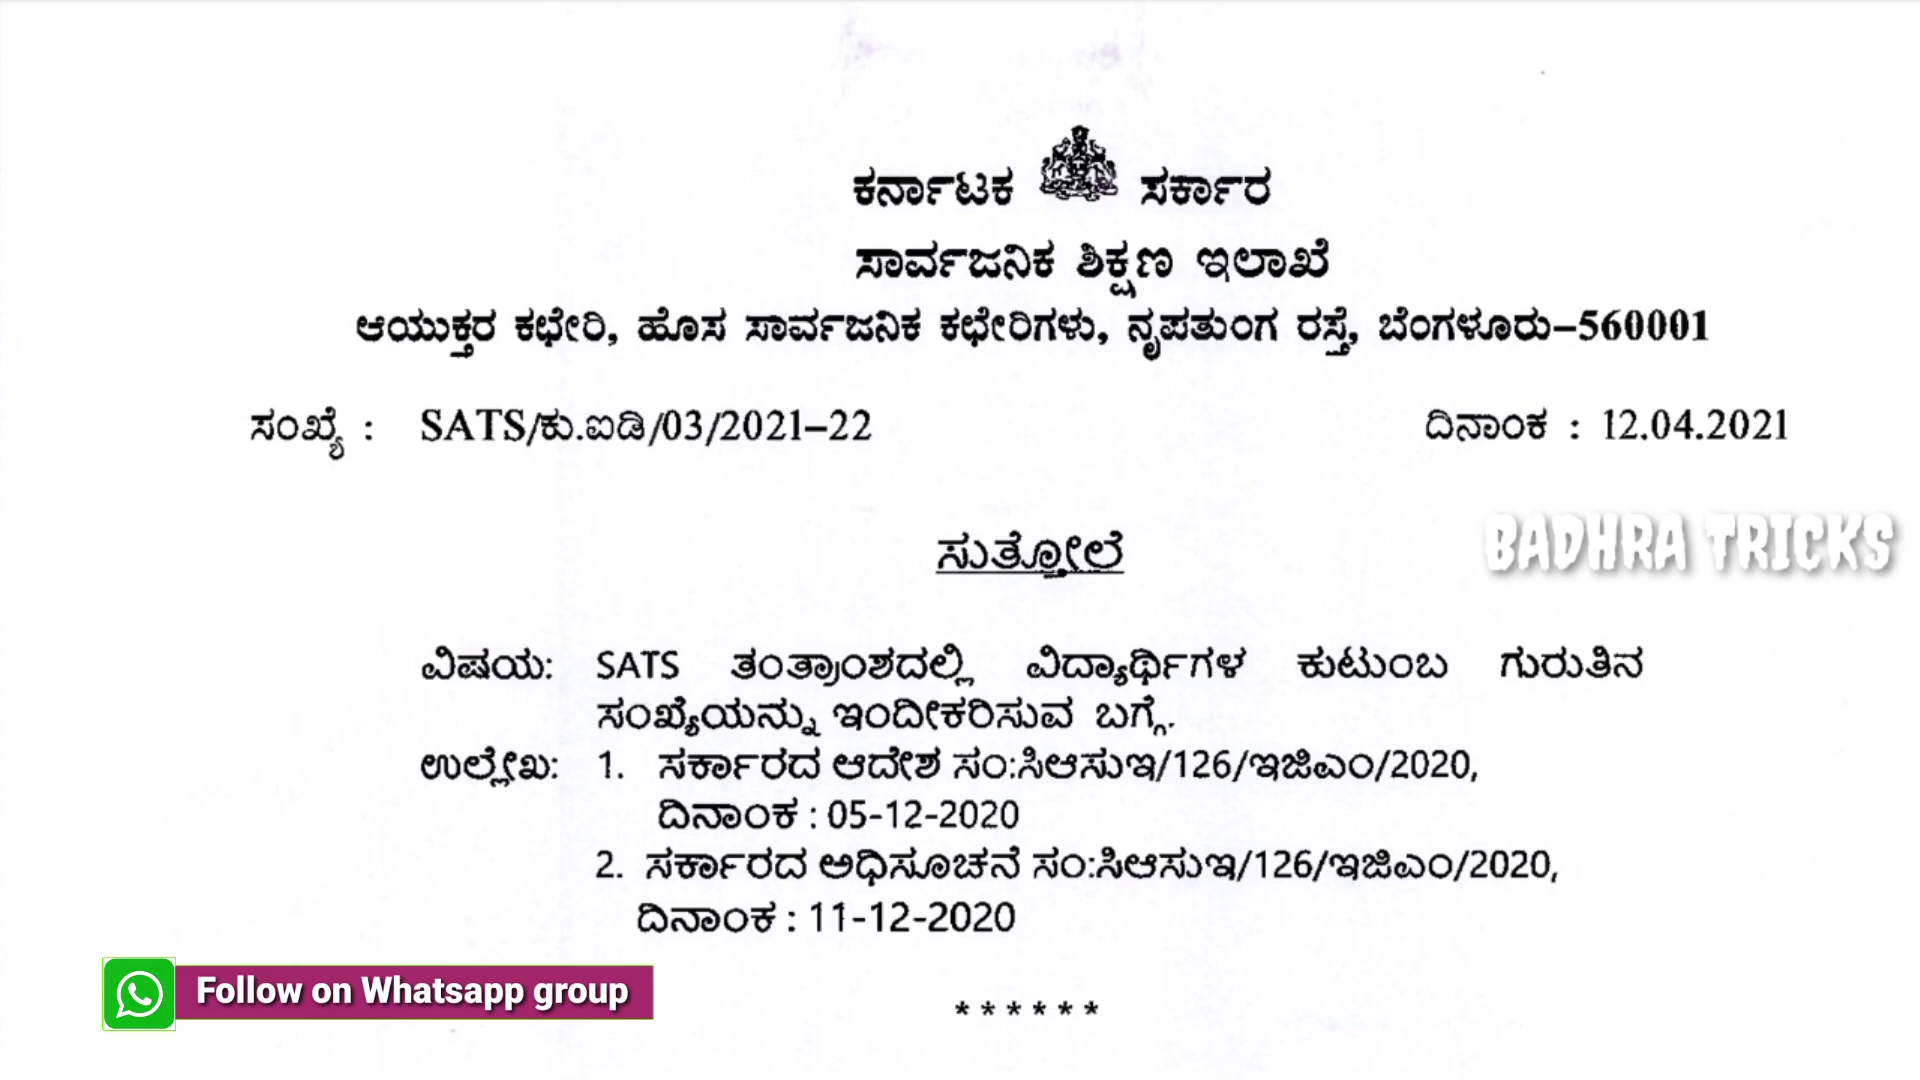 ಕರ್ನಾಟಕ ಸರ್ಕಾರ
ಸಾರ್ವಜನಿಕ ಶಿಕ್ಷಣ ಇಲಾಖೆ
ಆಯುಕ್ತರ ಕಛೇರಿ, ಹೊಸ ಸಾರ್ವಜನಿಕ ಕಛೇರಿಗಳು, ನೃಪತುಂಗ ರಸ್ತೆ, ಬೆಂಗಳೂರು-560001
ಸಂಖ್ಯೆ : SATS/ಕು.ಐಡಿ/03/2021-22 ದಿನಾಂಕ : 12.04.2021
ಸುತ್ತೋಲೆ
BADHRA TRICKS
ವಿಷಯ: SATS ತಂತ್ರಾಂಶದಲ್ಲಿ ವಿದ್ಯಾರ್ಥಿಗಳ ಕುಟುಂಬ ಗುರುತಿನ
ಸಂಖ್ಯೆಯನ್ನು ಇಂದೀಕರಿಸುವ ಬಗ್ಗೆ.
ಉಲ್ಲೇಖ: 1. ಸರ್ಕಾರದ ಆದೇಶ ಸಂ:ಸಿಆಸುಇ/126/ಇಜಿಎಂ/2020,
ದಿನಾಂಕ : 05-12-2020
2. ಸರ್ಕಾರದ ಅಧಿಸೂಚನೆ ಸಂ:ಸಿಆಸುಇ/126/ಇಜಿಎಂ/2020,
ದಿನಾಂಕ : 11-12-2020
Follow on Whatsapp group
******